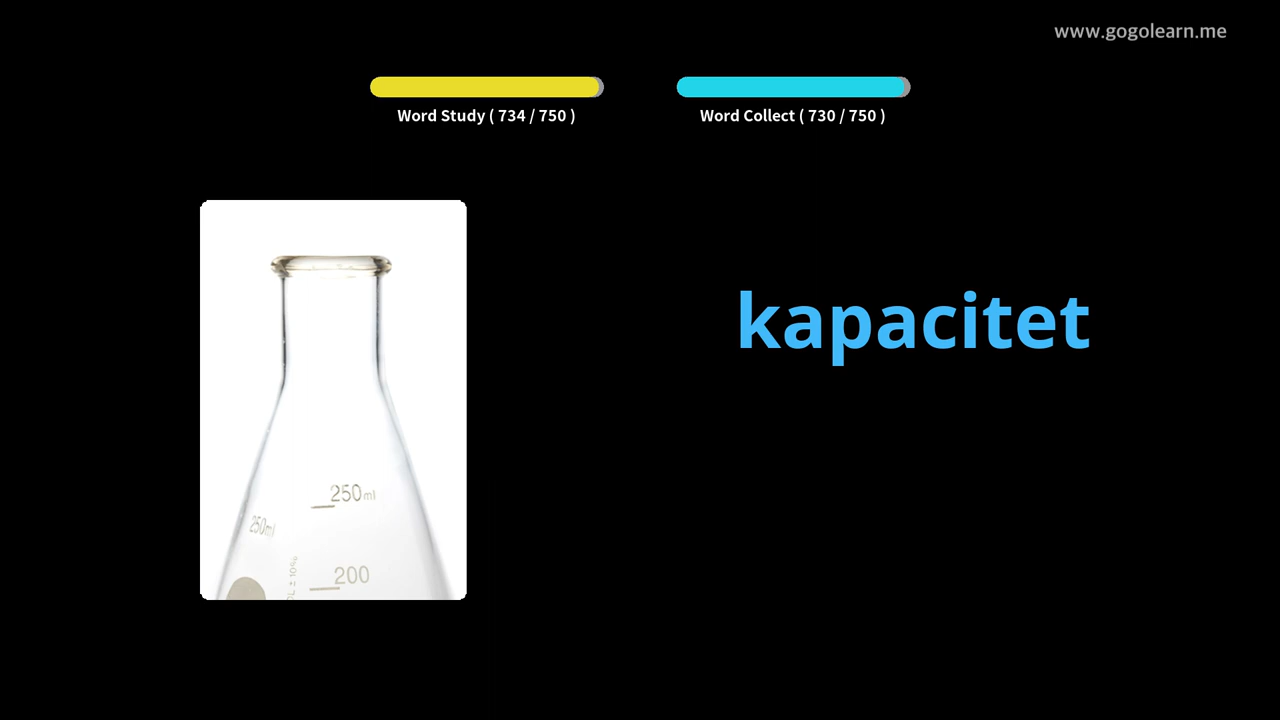 www.gogolearn.me
Word Study ( 734 / 750 )
Word Collect ( 730 / 750 )
kapacitet
250ml
250ml
200